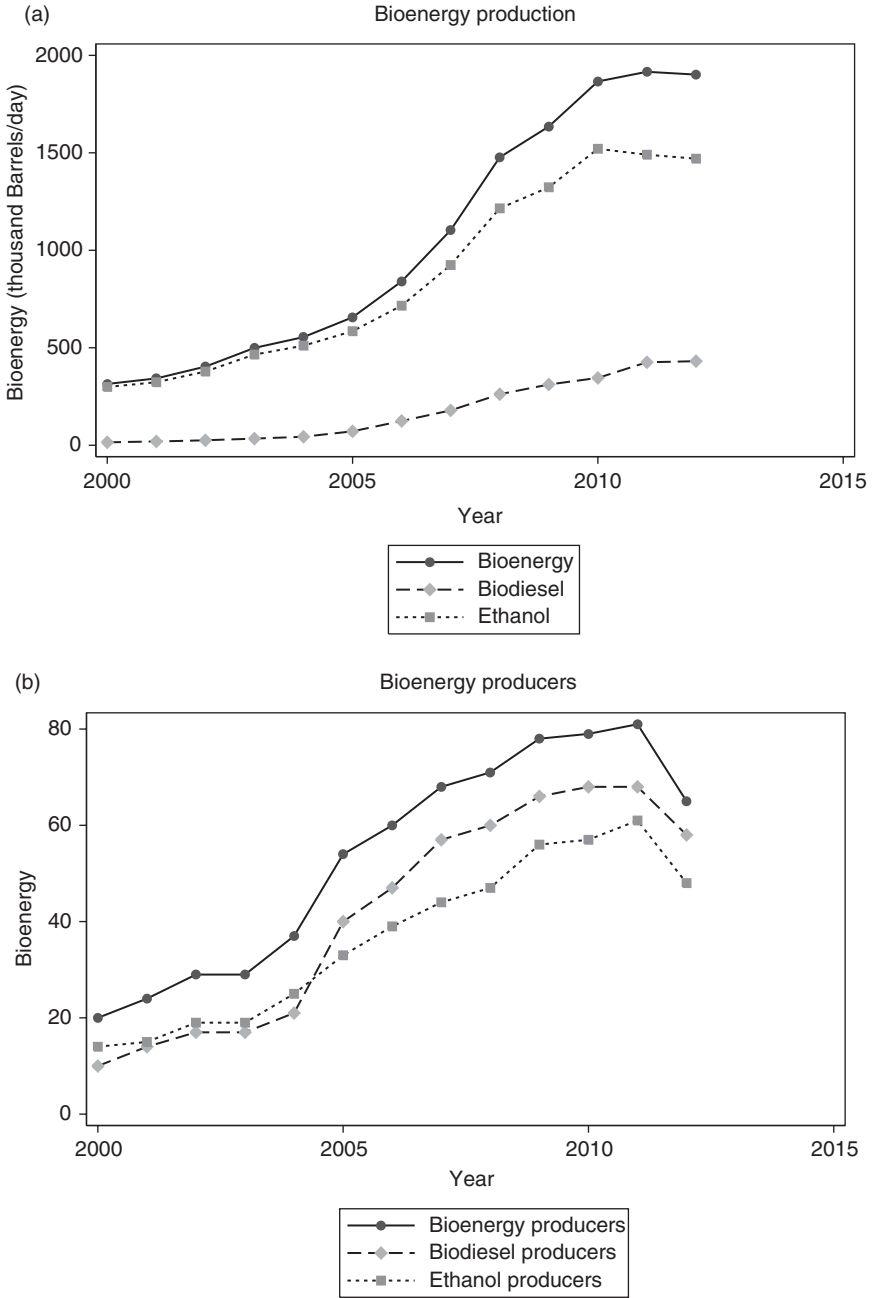 (a)
Bioenergy production
Bioenergy (thousand Barrels/day)
2000
1500
1000
500
0
2000 2005 2010 2015
Year
Bioenergy
Biodiesel
Ethanol
(b)
Bioenergy producers
Bioenergy
80
60
40
20
0
2000 2005 2010 2015
Year
Bioenergy producers
Biodiesel producers
Ethanol producers